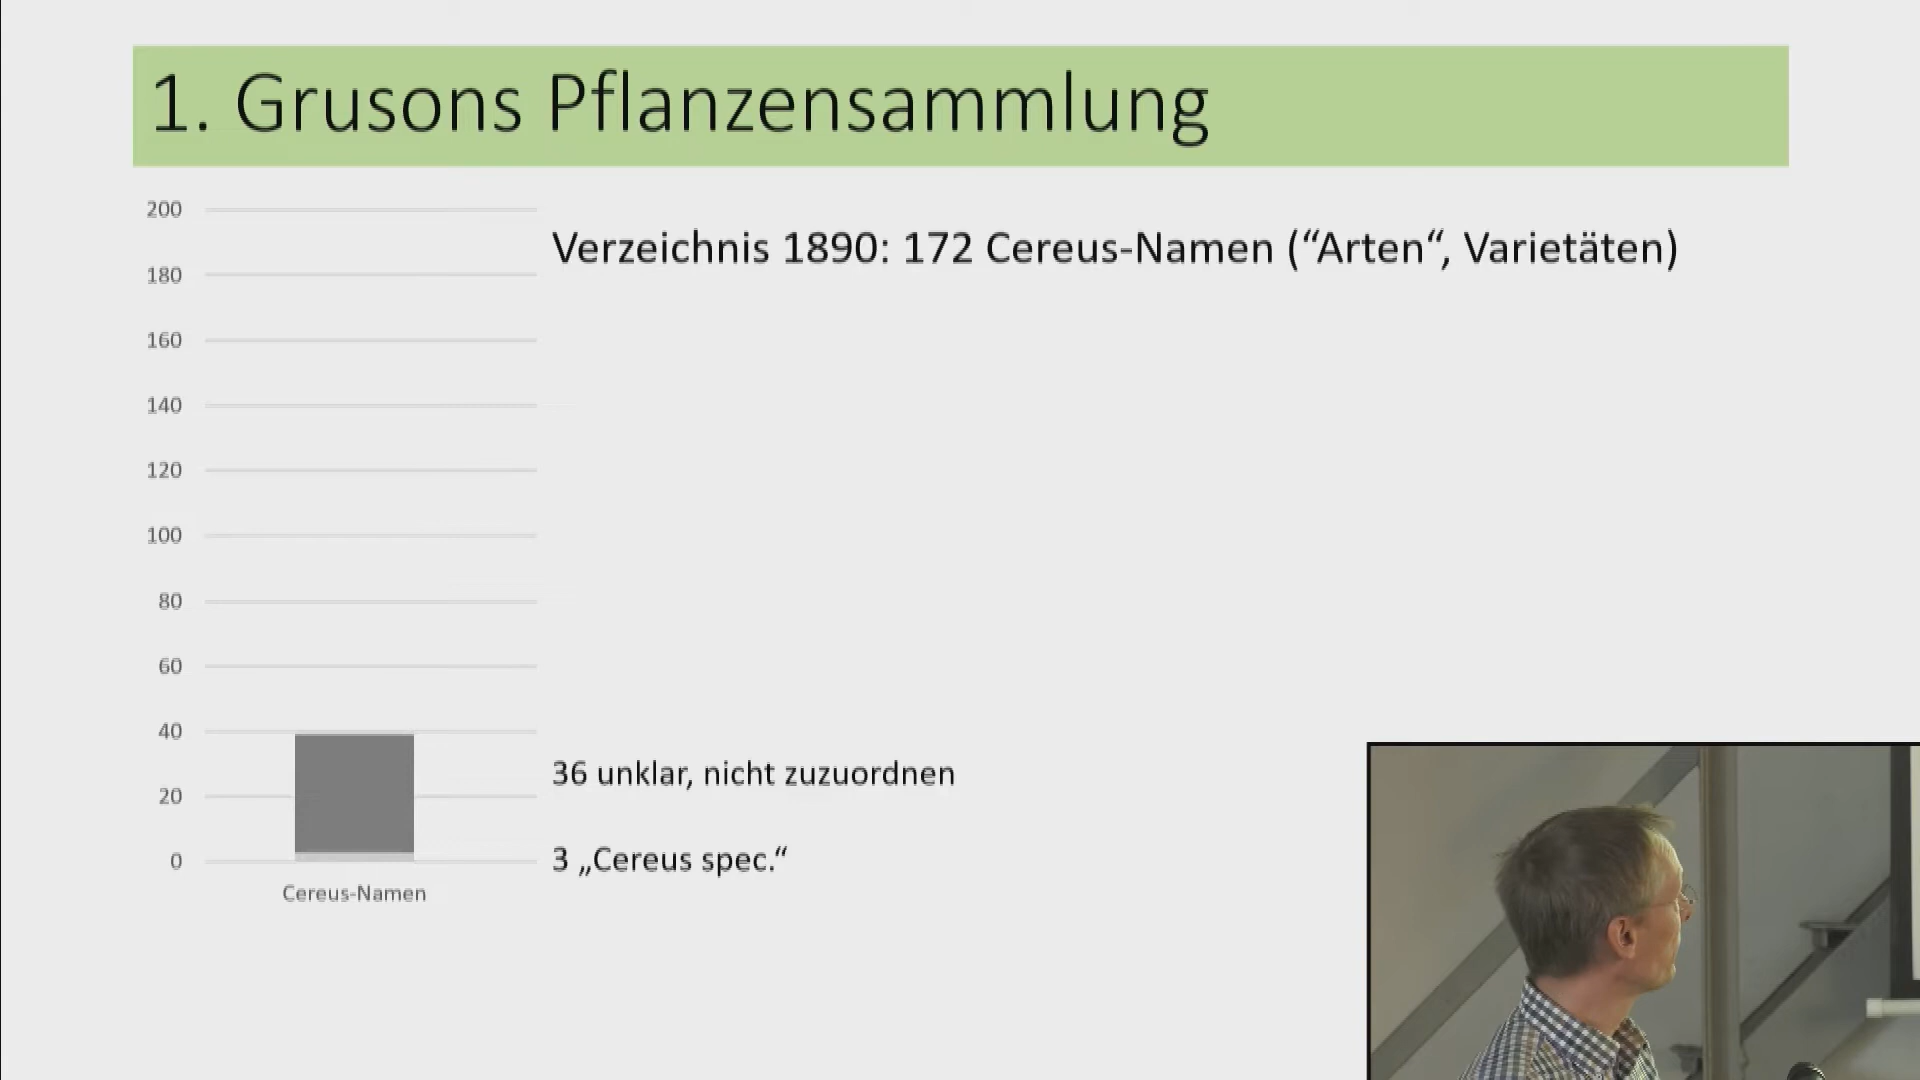 1. Grusons Pflanzensammlung
Verzeichnis 1890: 172 Cereus-Namen (“Arten“, Varietäten)
200
180
160
140
120
100
80
60
40
20
0
36 unklar, nicht zuzuordnen
3 „Cereus spec.“
Cereus-Namen